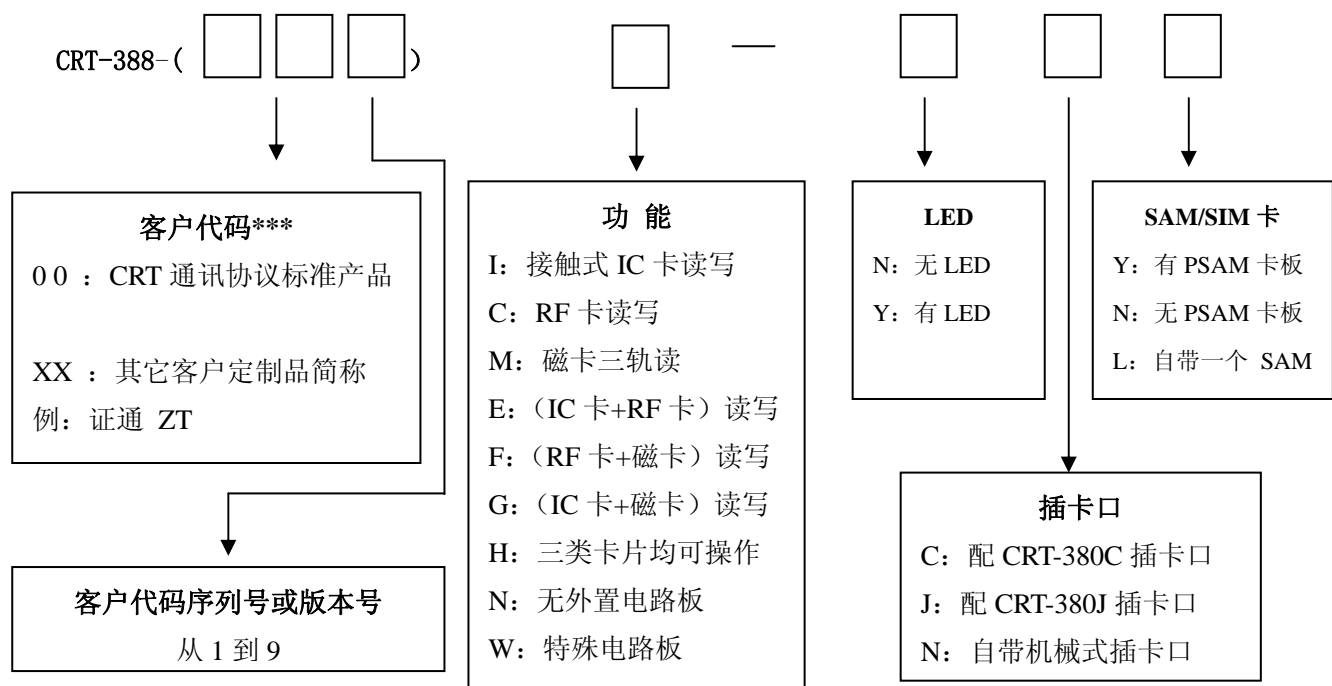 CRT-388-( )
—
客户代码***
0 0 ：CRT 通讯协议标准产品
XX ：其它客户定制品简称
例：证通 ZT
客户代码序列号或版本号
从 1 到 9
功 能
I：接触式 IC 卡读写
C：RF 卡读写
M：磁卡三轨读
E：（IC 卡+RF 卡）读写
F：（RF 卡+磁卡）读写
G：（IC 卡+磁卡）读写
H：三类卡片均可操作
N：无外置电路板
W：特殊电路板
LED
N：无 LED
Y：有 LED
SAM/SIM 卡
Y：有 PSAM 卡板
N：无 PSAM 卡板
L：自带一个 SAM
插卡口
C：配 CRT-380C 插卡口
J：配 CRT-380J 插卡口
N：自带机械式插卡口